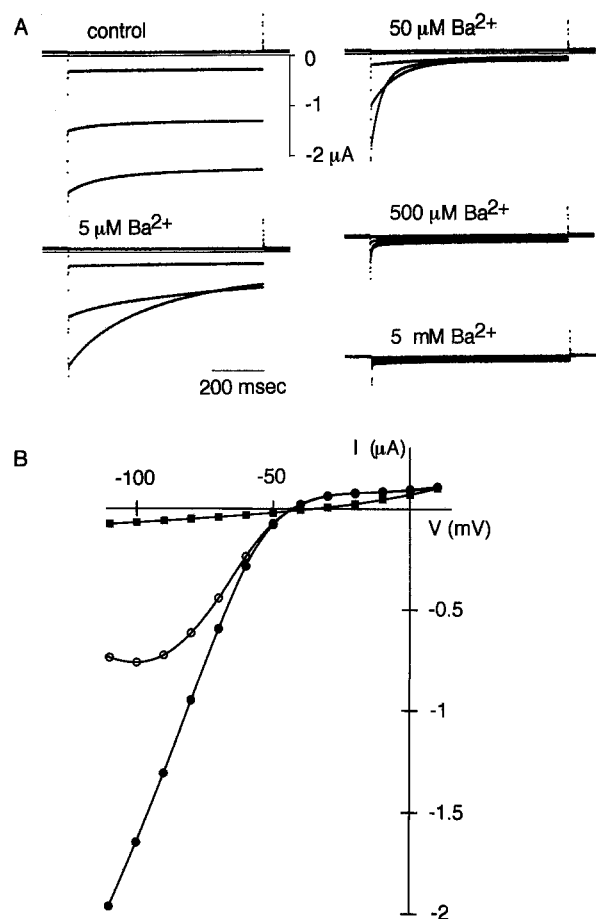 A
control
0
-1
-2 μA
50 μM Ba2+
5 μM Ba2+
500 μM Ba2+
200 msec
5 mM Ba2+
B
I (μA)
-100
-50
V (mV)
-0.5
-1
-1.5
-2